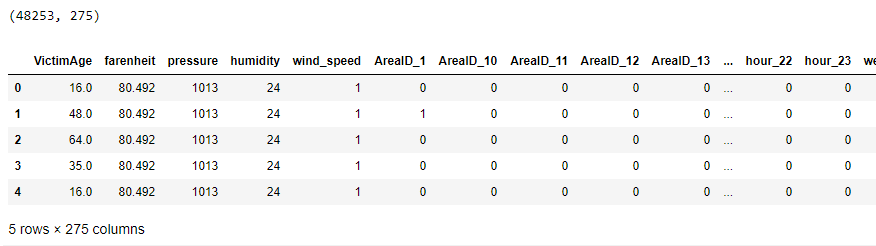 (48253, 275)
VictimAge farenheit pressure humidity wind_speed AreaID_1 AreaID_10 AreaID_11 AreaID_12 AreaID_13 ... hour_22 hour_23 we
0 16.0 80.492 1013 24 1 0 0 0 0 0 ... 0 0
1 48.0 80.492 1013 24 1 1 0 0 0 0 ... 0 0
2 64.0 80.492 1013 24 1 0 0 0 0 0 ... 0 0
3 35.0 80.492 1013 24 1 0 0 0 0 0 ... 0 0
4 16.0 80.492 1013 24 1 0 0 0 0 0 ... 0 0
5 rows × 275 columns